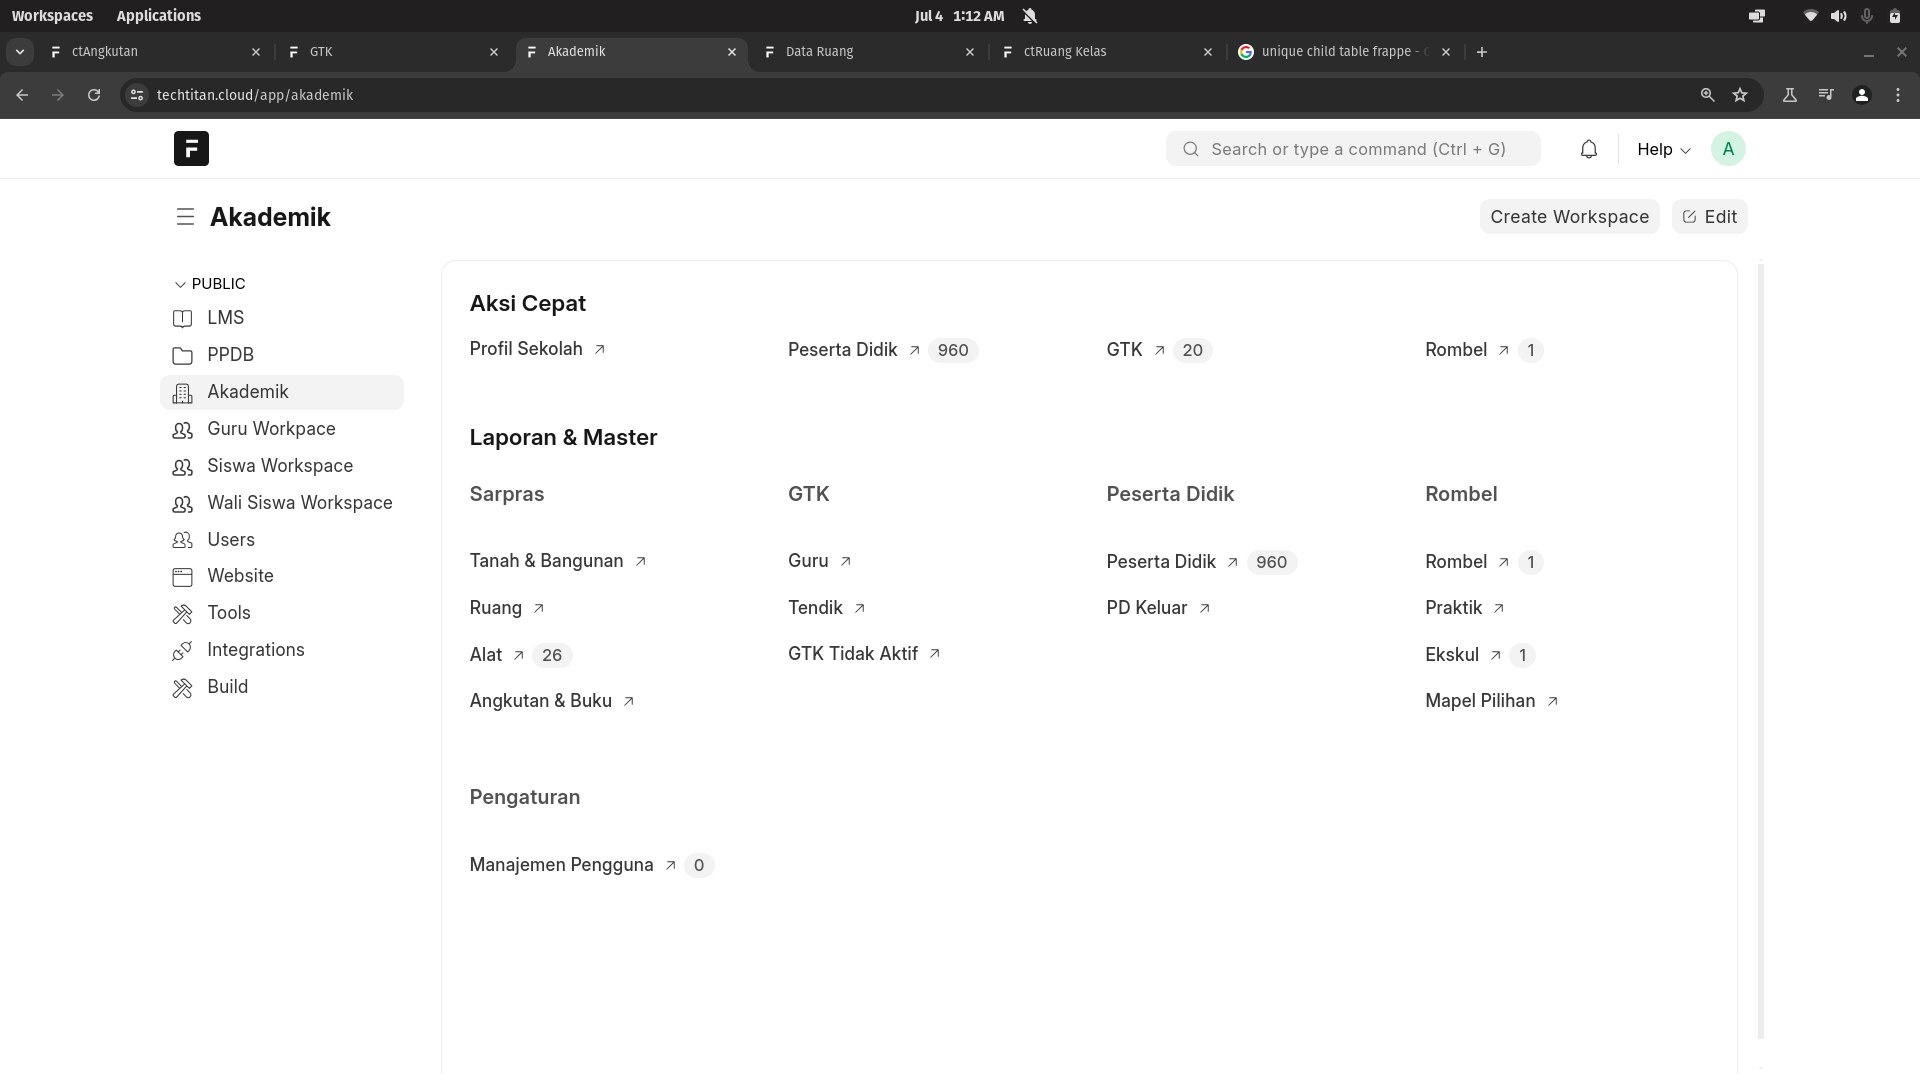 Workspaces Applications Jul 4 1:12 AM
ctAngkutan GTK Akademik Data Ruang ctRuang Kelas unique child table frappe -
techtitan.cloud/app/akademik
Search or type a command (Ctrl + G) Help A
Akademik Create Workspace Edit
PUBLIC
LMS
PPDB
Akademik
Guru Workpace
Siswa Workspace
Wali Siswa Workspace
Users
Website
Tools
Integrations
Build
Aksi Cepat
Profil Sekolah Peserta Didik 960 GTK 20 Rombel 1
Laporan & Master
Sarpras GTK Peserta Didik Rombel
Tanah & Bangunan Guru Peserta Didik 960 Rombel 1
Ruang Tendik PD Keluar Praktik
Alat 26 GTK Tidak Aktif Ekskul 1
Angkutan & Buku Mapel Pilihan
Pengaturan
Manajemen Pengguna 0